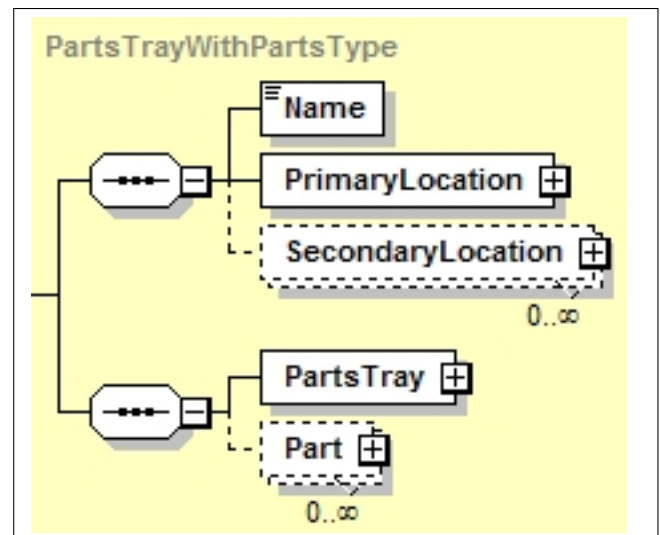 PartsTrayWithPartsType
Name
PrimaryLocation
SecondaryLocation
0..∞
PartsTray
Part
0..∞